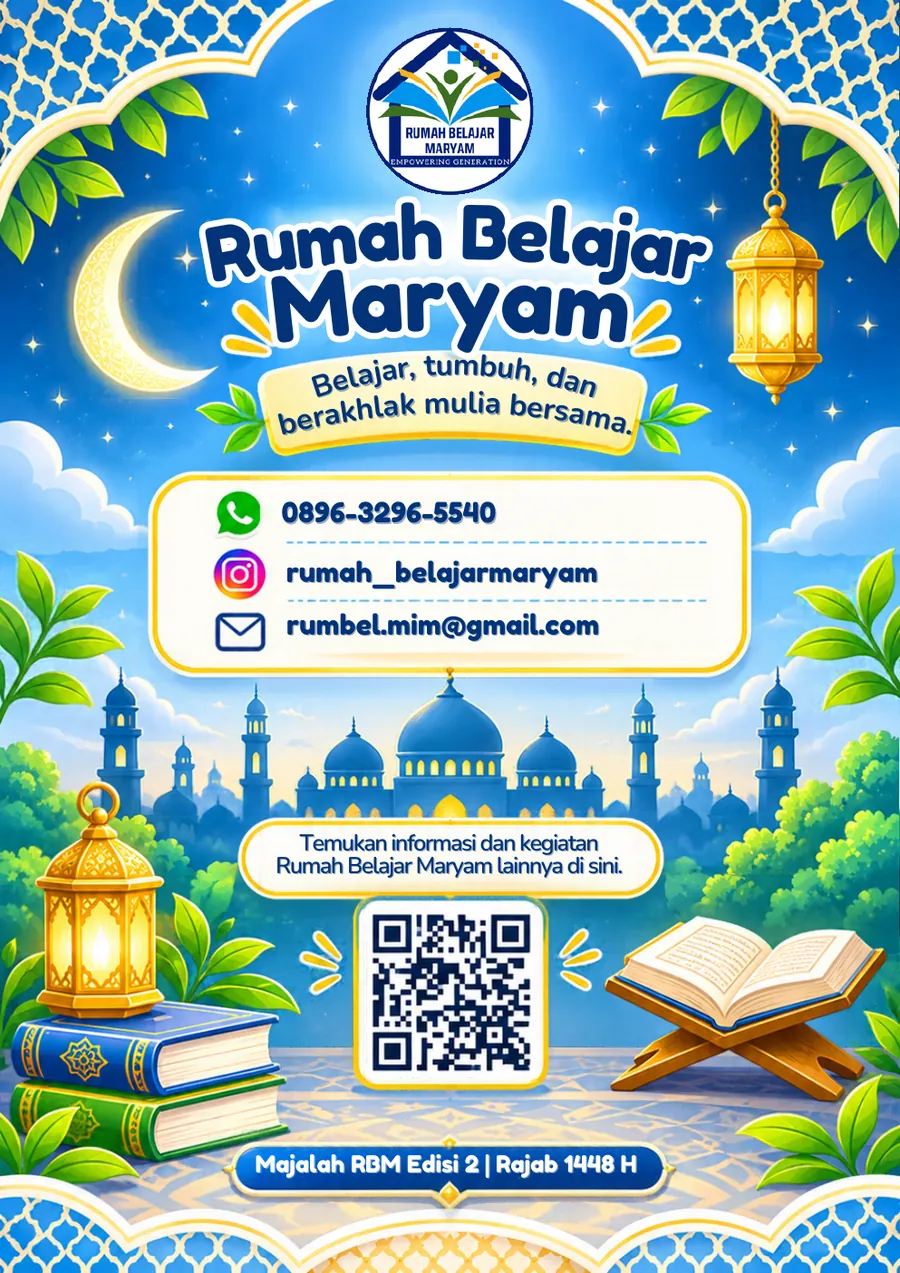 RUMAH BELAJAR
MARYAM
EMPOWERING GENERATION
Rumah Belajar
Maryam
Belajar, tumbuh, dan
berakhlak mulia bersama.
0896-3296-5540
rumah_belajarmaryam
rumbel.mim@gmail.com
Temukan informasi dan kegiatan
Rumah Belajar Maryam lainnya di sini.
Majalah RBM Edisi 2 | Rajab 1448 H